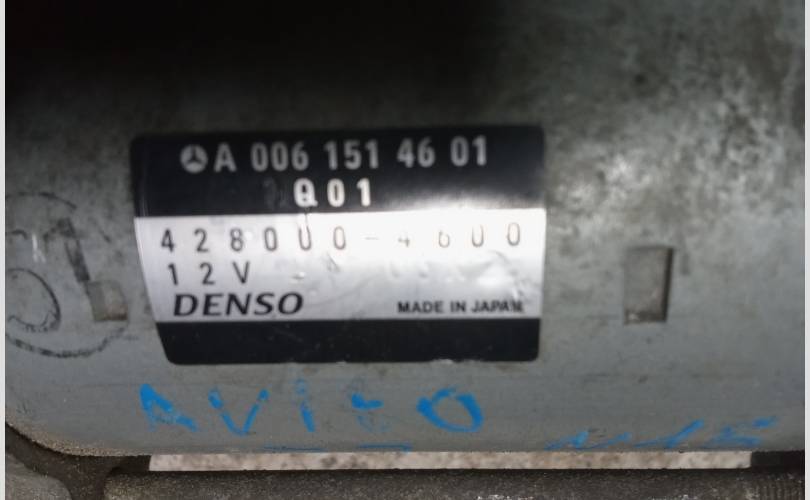 A 006 151 46 01
Q01
428000-4600
12V
DENSO
MADE IN JAPAN
AVITO